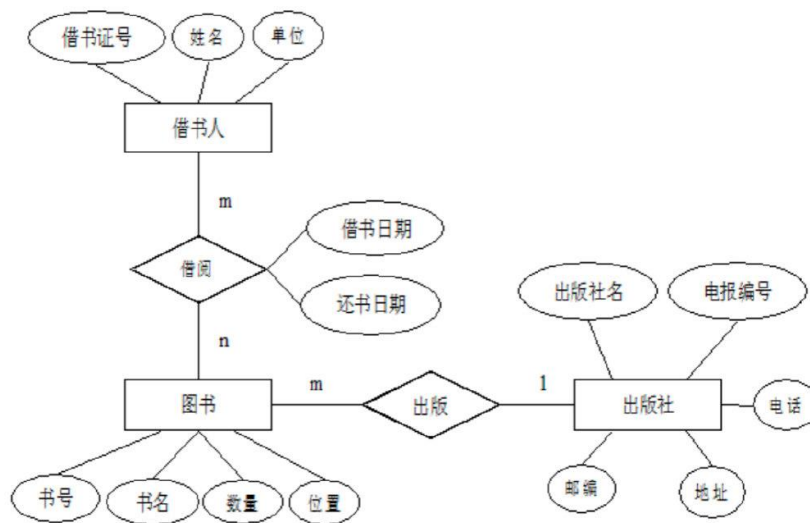 借书证号
姓名
单位
借书人
m
借书日期
借阅
还书日期
出版社名
电报编号
n
图书
m
出版
1
出版社
电话
书号
书名
数量
位置
邮编
地址